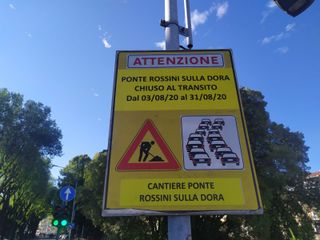 ATTENZIONE
PONTE ROSSINI SULLA DORA
CHIUSO AL TRANSITO
Dal 03/08/20 al 31/08/20
CANTIERE PONTE
ROSSINI SULLA DORA